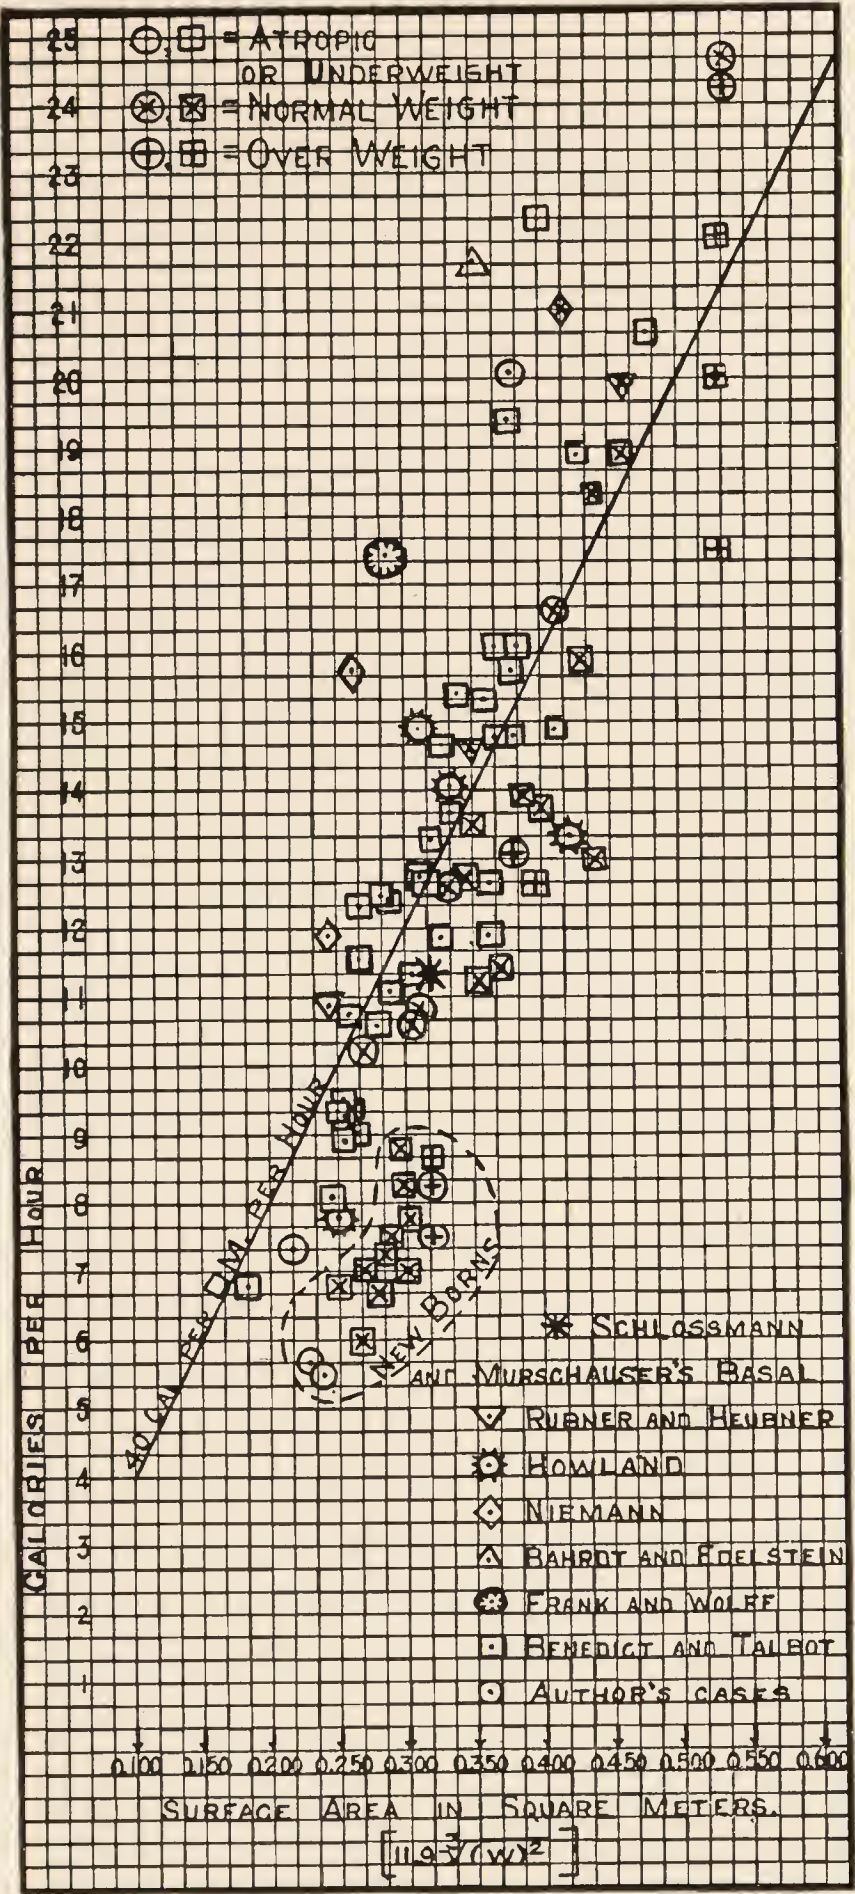 25
○, □ = ATROPIC
OR UNDERWEIGHT
24
⊗, ⊠ = NORMAL WEIGHT
⊕, ⊞ = OVER WEIGHT
23
22
21
20
19
18
17
16
15
14
13
12
11
10
9
8
7
6
5
4
3
2
1
CALORIES PER HOUR
40 CAL PER □ M. PER HOUR
NEW BORNS
SCHLOSSMANN
AND MURSCHAUSER'S BASAL
RUBNER AND HEUBNER
HOWLAND
NIEMANN
BAHRDT AND EDELSTEIN
FRANK AND WOLFF
BENEDICT AND TALBOT
AUTHOR'S CASES
0.100 0.150 0.200 0.250 0.300 0.350 0.400 0.450 0.500 0.550 0.600
SURFACE AREA IN SQUARE METERS.
[11.9 ∛(W)²]